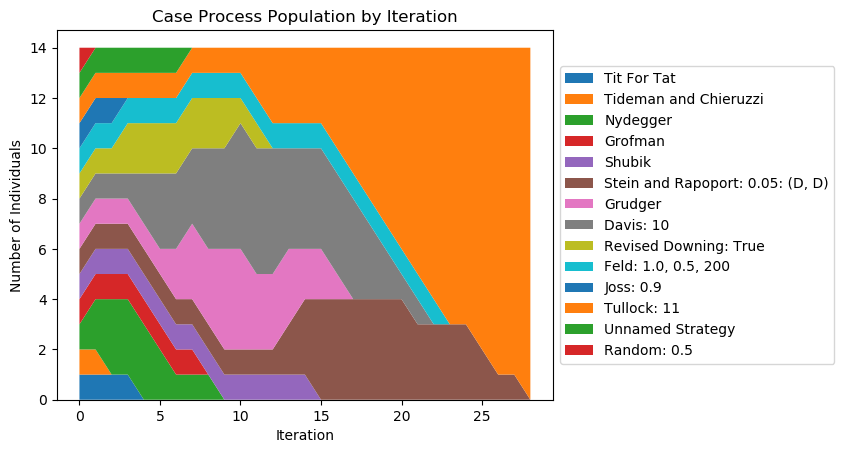 Case Process Population by Iteration
Number of Individuals
14
12
10
8
6
4
2
0
0 5 10 15 20 25
Iteration
Tit For Tat
Tideman and Chieruzzi
Nydegger
Grofman
Shubik
Stein and Rapoport: 0.05: (D, D)
Grudger
Davis: 10
Revised Downing: True
Feld: 1.0, 0.5, 200
Joss: 0.9
Tullock: 11
Unnamed Strategy
Random: 0.5